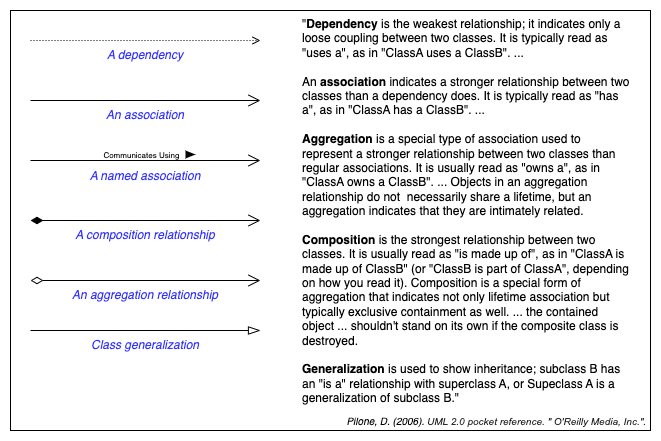 A dependency
An association
Communicates Using
A named association
A composition relationship
An aggregation relationship
Class generalization
"Dependency is the weakest relationship; it indicates only a
loose coupling between two classes. It is typically read as
"uses a", as in "ClassA uses a ClassB". ...
An association indicates a stronger relationship between two
classes than a dependency does. It is typically read as "has
a", as in "ClassA has a ClassB". ...
Aggregation is a special type of association used to
represent a stronger relationship between two classes than
regular associations. It is usually read as "owns a", as in
"ClassA owns a ClassB". ... Objects in an aggregation
relationship do not necessarily share a lifetime, but an
aggregation indicates that they are intimately related.
Composition is the strongest relationship between two
classes. It is usually read as "is made up of", as in "ClassA is
made up of ClassB" (or "ClassB is part of ClassA", depending
on how you read it). Composition is a special form of
aggregation that indicates not only lifetime association but
typically exclusive containment as well. ... the contained
object ... shouldn't stand on its own if the composite class is
destroyed.
Generalization is used to show inheritance; subclass B has
an "is a" relationship with superclass A, or Supeclass A is a
generalization of subclass B."
Pilone, D. (2006). UML 2.0 pocket reference. " O'Reilly Media, Inc.".